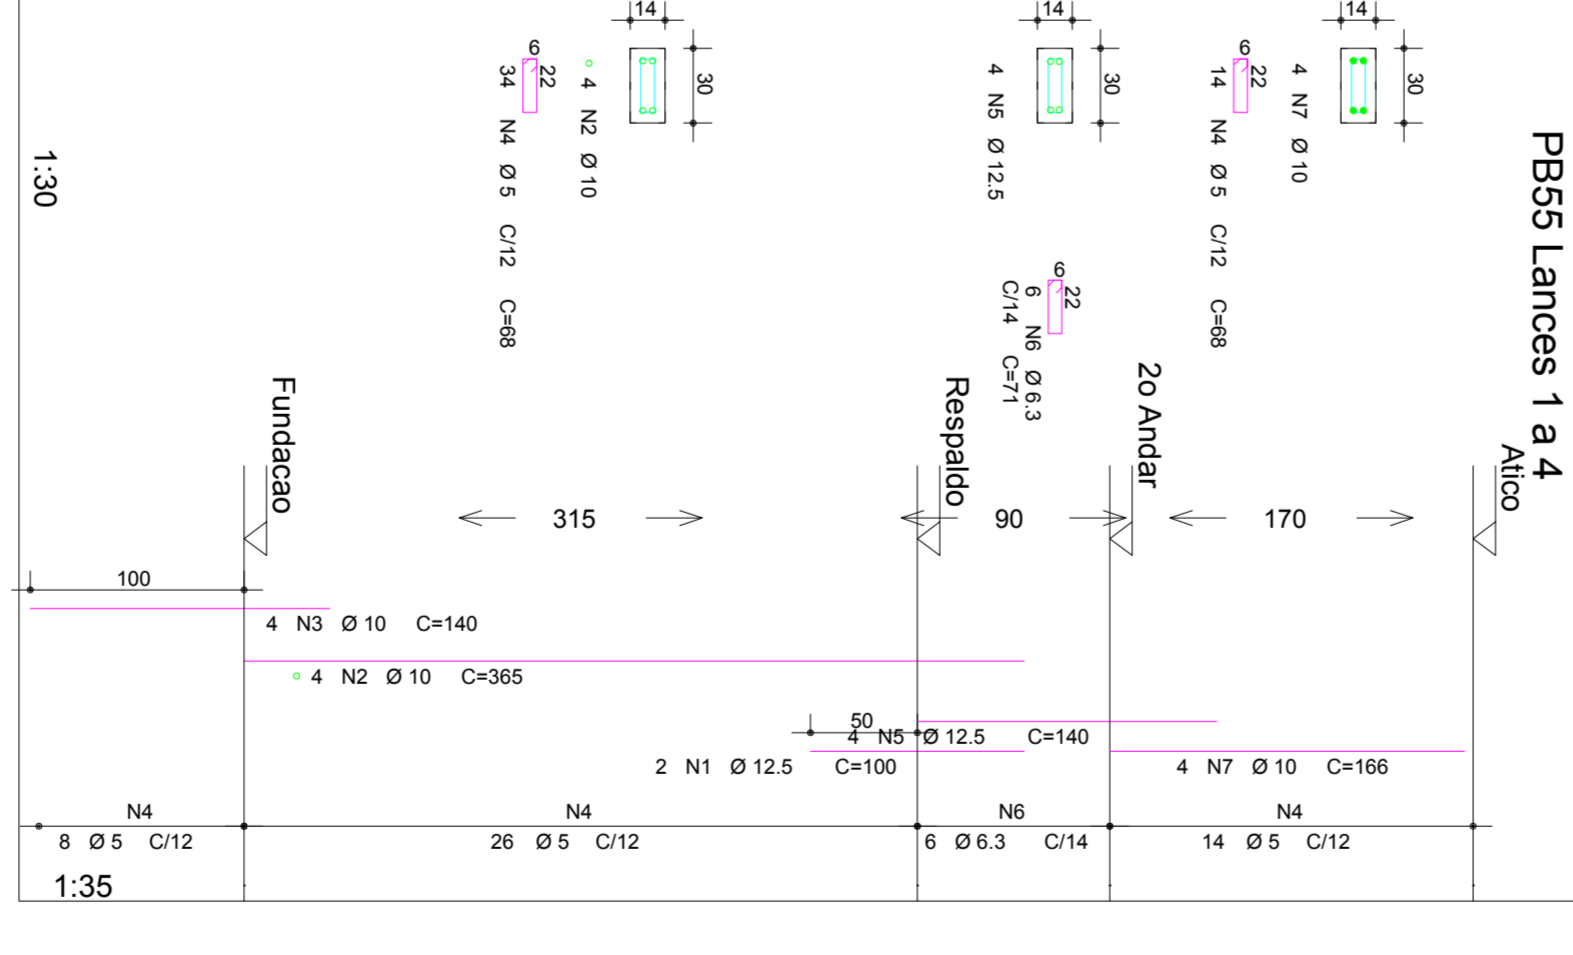 PB55 Lances 1 a 4
14
30
6
22
34 N4 Ø 5 C/12 C=68
4 N2 Ø 10
14
30
4 N5 Ø 12.5
6
22
6 N6 Ø 6.3
C/14 C=71
14
30
6
22
14 N4 Ø 5 C/12 C=68
4 N7 Ø 10
1:30
Fundacao
Respaldo
2o Andar
Atico
315
90
170
100
4 N3 Ø 10 C=140
4 N2 Ø 10 C=365
50
4 N5 Ø 12.5 C=140
2 N1 Ø 12.5 C=100
4 N7 Ø 10 C=166
N4
N4
N6
N4
8 Ø 5 C/12
26 Ø 5 C/12
6 Ø 6.3 C/14
14 Ø 5 C/12
1:35